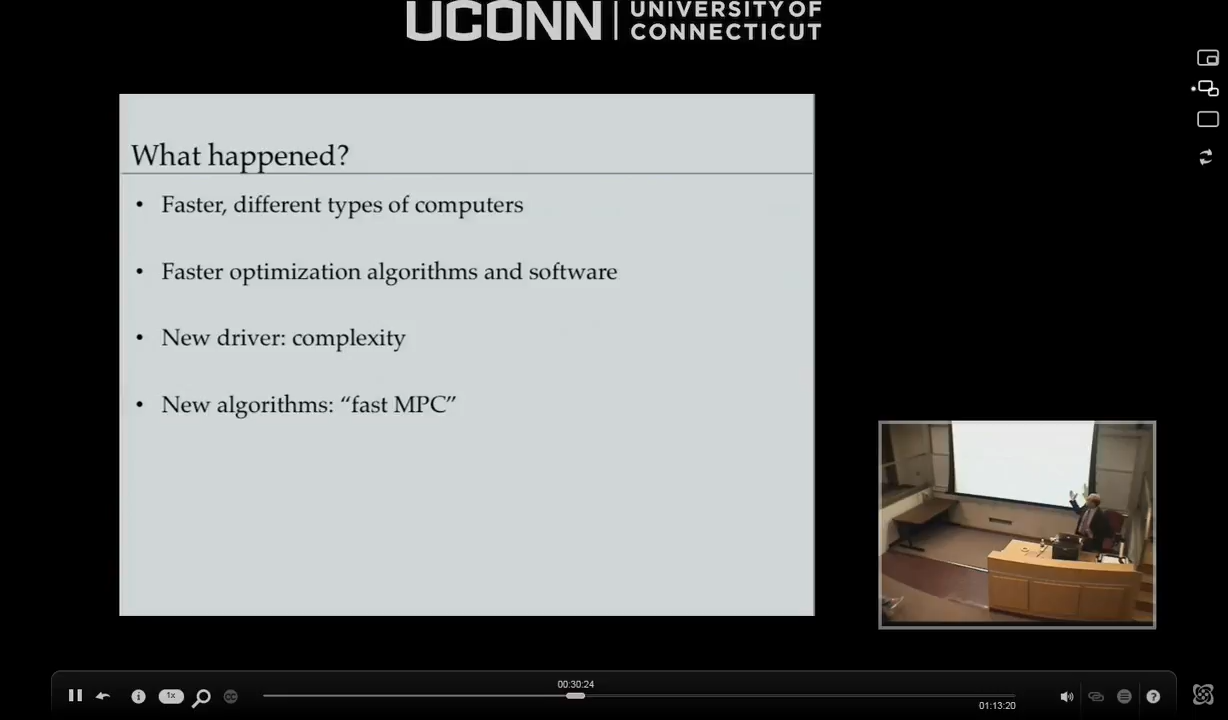 UCONN
UNIVERSITY OF
CONNECTICUT
What happened?
• Faster, different types of computers
• Faster optimization algorithms and software
• New driver: complexity
• New algorithms: “fast MPC”
00:30:24
1x
CC
01:13:20